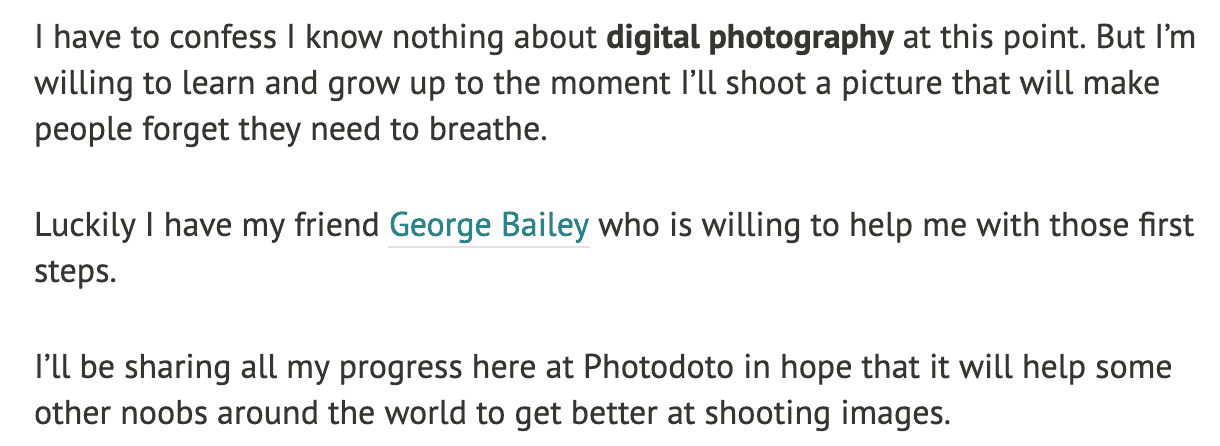 I have to confess I know nothing about digital photography at this point. But I’m
willing to learn and grow up to the moment I’ll shoot a picture that will make
people forget they need to breathe.
Luckily I have my friend George Bailey who is willing to help me with those first
steps.
I’ll be sharing all my progress here at Photodoto in hope that it will help some
other noobs around the world to get better at shooting images.